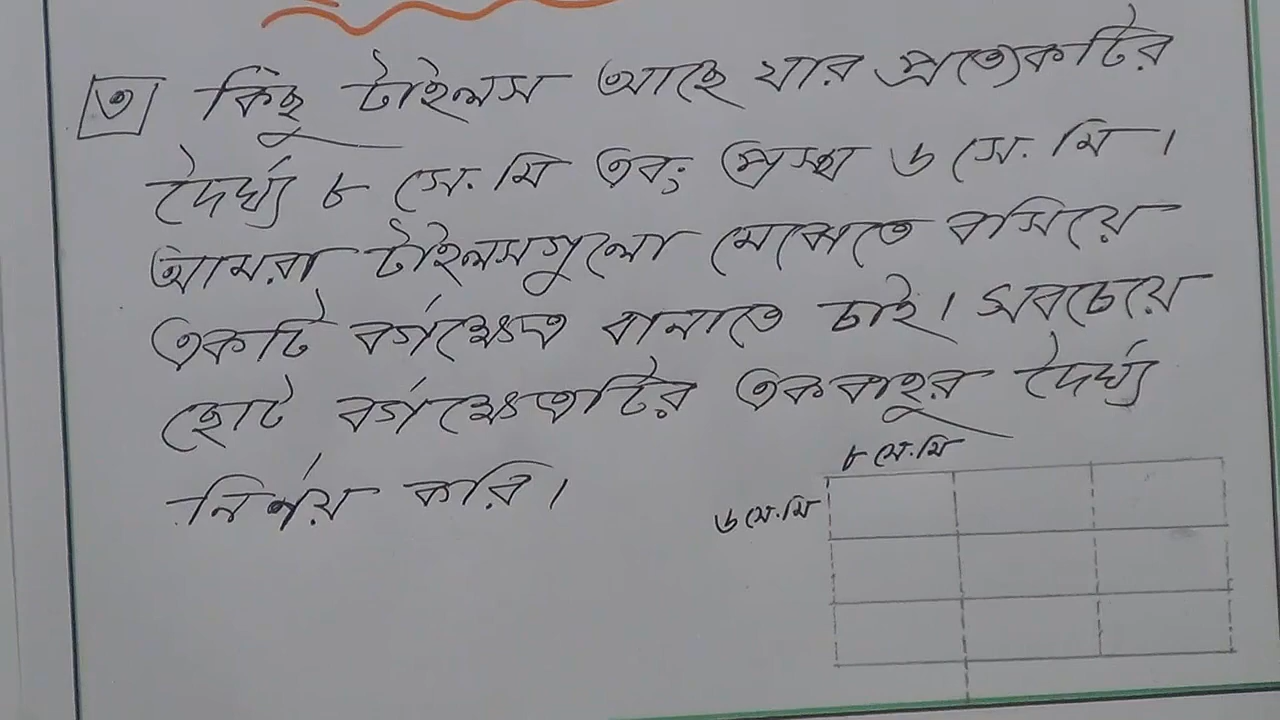 ৩ কিছু টাইলস আছে যার প্রত্যেকটির
দৈর্ঘ্য ৮ সে.মি এবং প্রস্থ ৬ সে.মি।
আমরা টাইলসগুলো মেঝেতে বসিয়ে
একটি বর্গক্ষেত্র বানাতে চাই। সবচেয়ে
ছোট বর্গক্ষেত্রটির একবাহুর দৈর্ঘ্য
নির্ণয় করি।
৮ সে.মি
৬ সে.মি